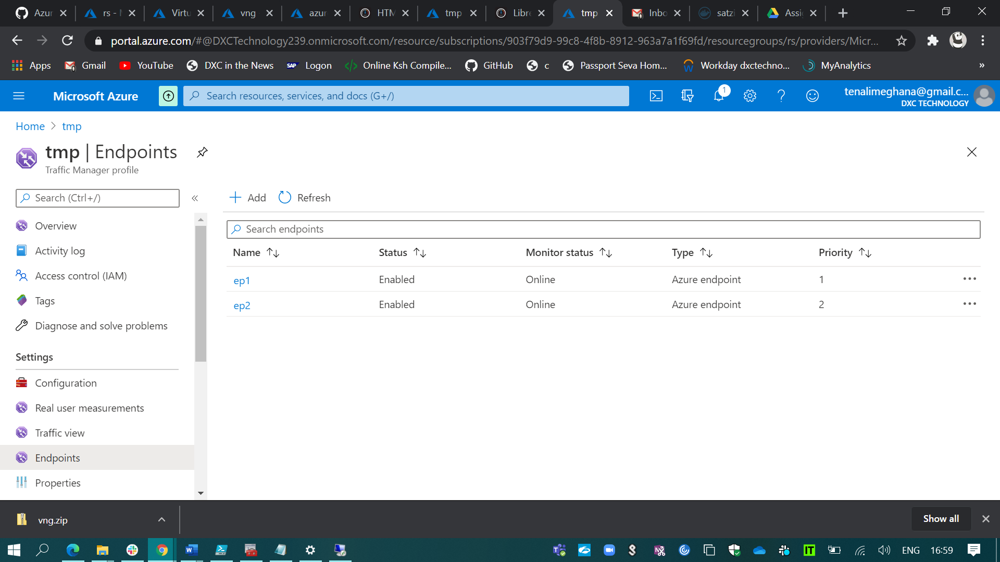 Azur
rs - M
Virtu
vng
azur
HTM
tmp
Libre
tmp
Inbo
satzi
Assi
portal.azure.com/#@DXCTechnology239.onmicrosoft.com/resource/subscriptions/903f79d9-99c8-4f8b-8912-963a7a1f69fd/resourcegroups/rs/providers/Micr...
Apps
Gmail
YouTube
DXC in the News
SAP
Logon
Online Ksh Compile...
GitHub
c
Passport Seva Hom...
Workday dxctechno...
MyAnalytics
»
Microsoft Azure
Search resources, services, and docs (G+/)
1
tenalimeghana@gmail.c...
DXC TECHNOLOGY
Home > tmp
tmp | Endpoints
Traffic Manager profile
Search (Ctrl+/)
«
Add
Refresh
Overview
Activity log
Access control (IAM)
Tags
Diagnose and solve problems
Settings
Configuration
Real user measurements
Traffic view
Endpoints
Properties
Search endpoints
Name Status Monitor status Type Priority
ep1 Enabled Online Azure endpoint 1 ...
ep2 Enabled Online Azure endpoint 2 ...
vng.zip
Show all
ENG
16:59